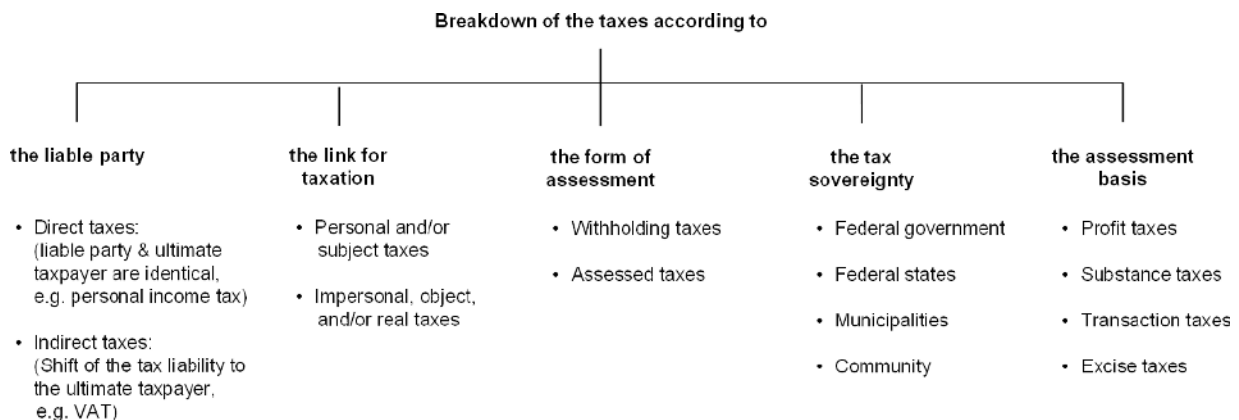 Breakdown of the taxes according to
the liable party
• Direct taxes:
(liable party & ultimate
taxpayer are identical,
e.g. personal income tax)
• Indirect taxes:
(Shift of the tax liability to
the ultimate taxpayer,
e.g. VAT)
the link for
taxation
• Personal and/or
subject taxes
• Impersonal, object,
and/or real taxes
the form of
assessment
• Withholding taxes
• Assessed taxes
the tax
sovereignty
• Federal government
• Federal states
• Municipalities
• Community
the assessment
basis
• Profit taxes
• Substance taxes
• Transaction taxes
• Excise taxes